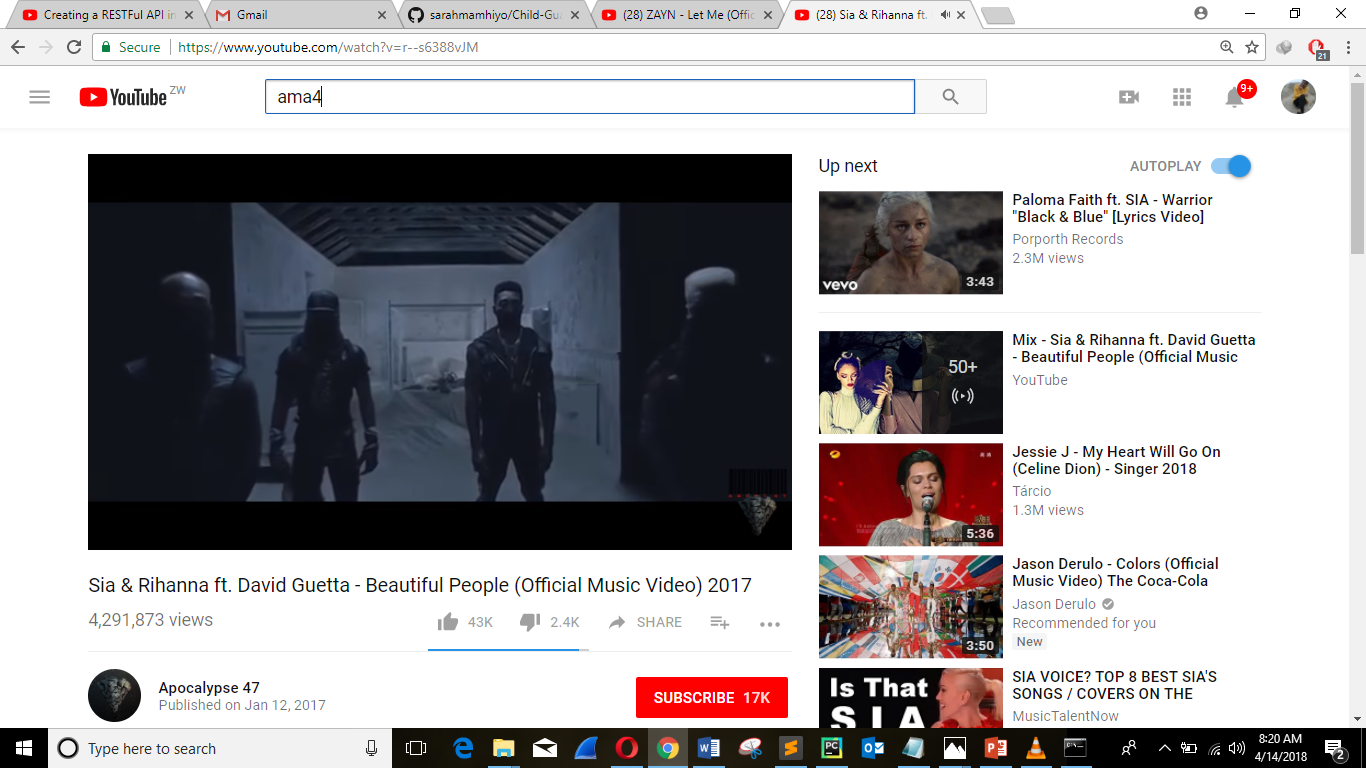 Creating a RESTFul API in
Gmail
sarahmamhiyo/Child-Gu
(28) ZAYN - Let Me (Offic
(28) Sia & Rihanna ft.
Secure
https://www.youtube.com/watch?v=r--s6388vJM
21
YouTube ZW
ama4
9+
Up next
AUTOPLAY
Paloma Faith ft. SIA - Warrior
"Black & Blue" [Lyrics Video]
Porporth Records
2.3M views
vevo
3:43
50+
Mix - Sia & Rihanna ft. David Guetta
- Beautiful People (Official Music
YouTube
Jessie J - My Heart Will Go On
(Celine Dion) - Singer 2018
Tárcio
1.3M views
5:36
Jason Derulo - Colors (Official
Music Video) The Coca-Cola
Jason Derulo
Recommended for you
New
3:50
Is That
SIA
SIA VOICE? TOP 8 BEST SIA'S
SONGS / COVERS ON THE
MusicTalentNow
Sia & Rihanna ft. David Guetta - Beautiful People (Official Music Video) 2017
4,291,873 views
43K
2.4K
SHARE
Apocalypse 47
Published on Jan 12, 2017
SUBSCRIBE 17K
Type here to search
8:20 AM
4/14/2018
2